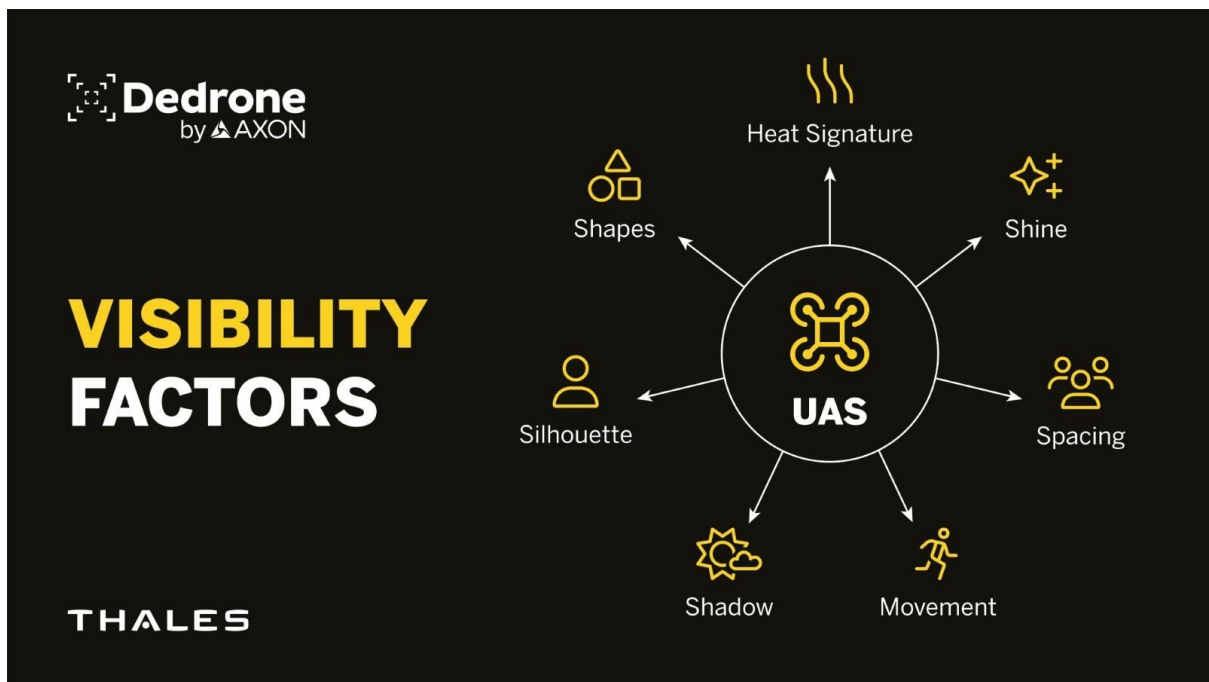 Dedrone
by AXON
VISIBILITY
FACTORS
THALES
Heat Signature
Shapes
Shine
UAS
Silhouette
Spacing
Shadow
Movement